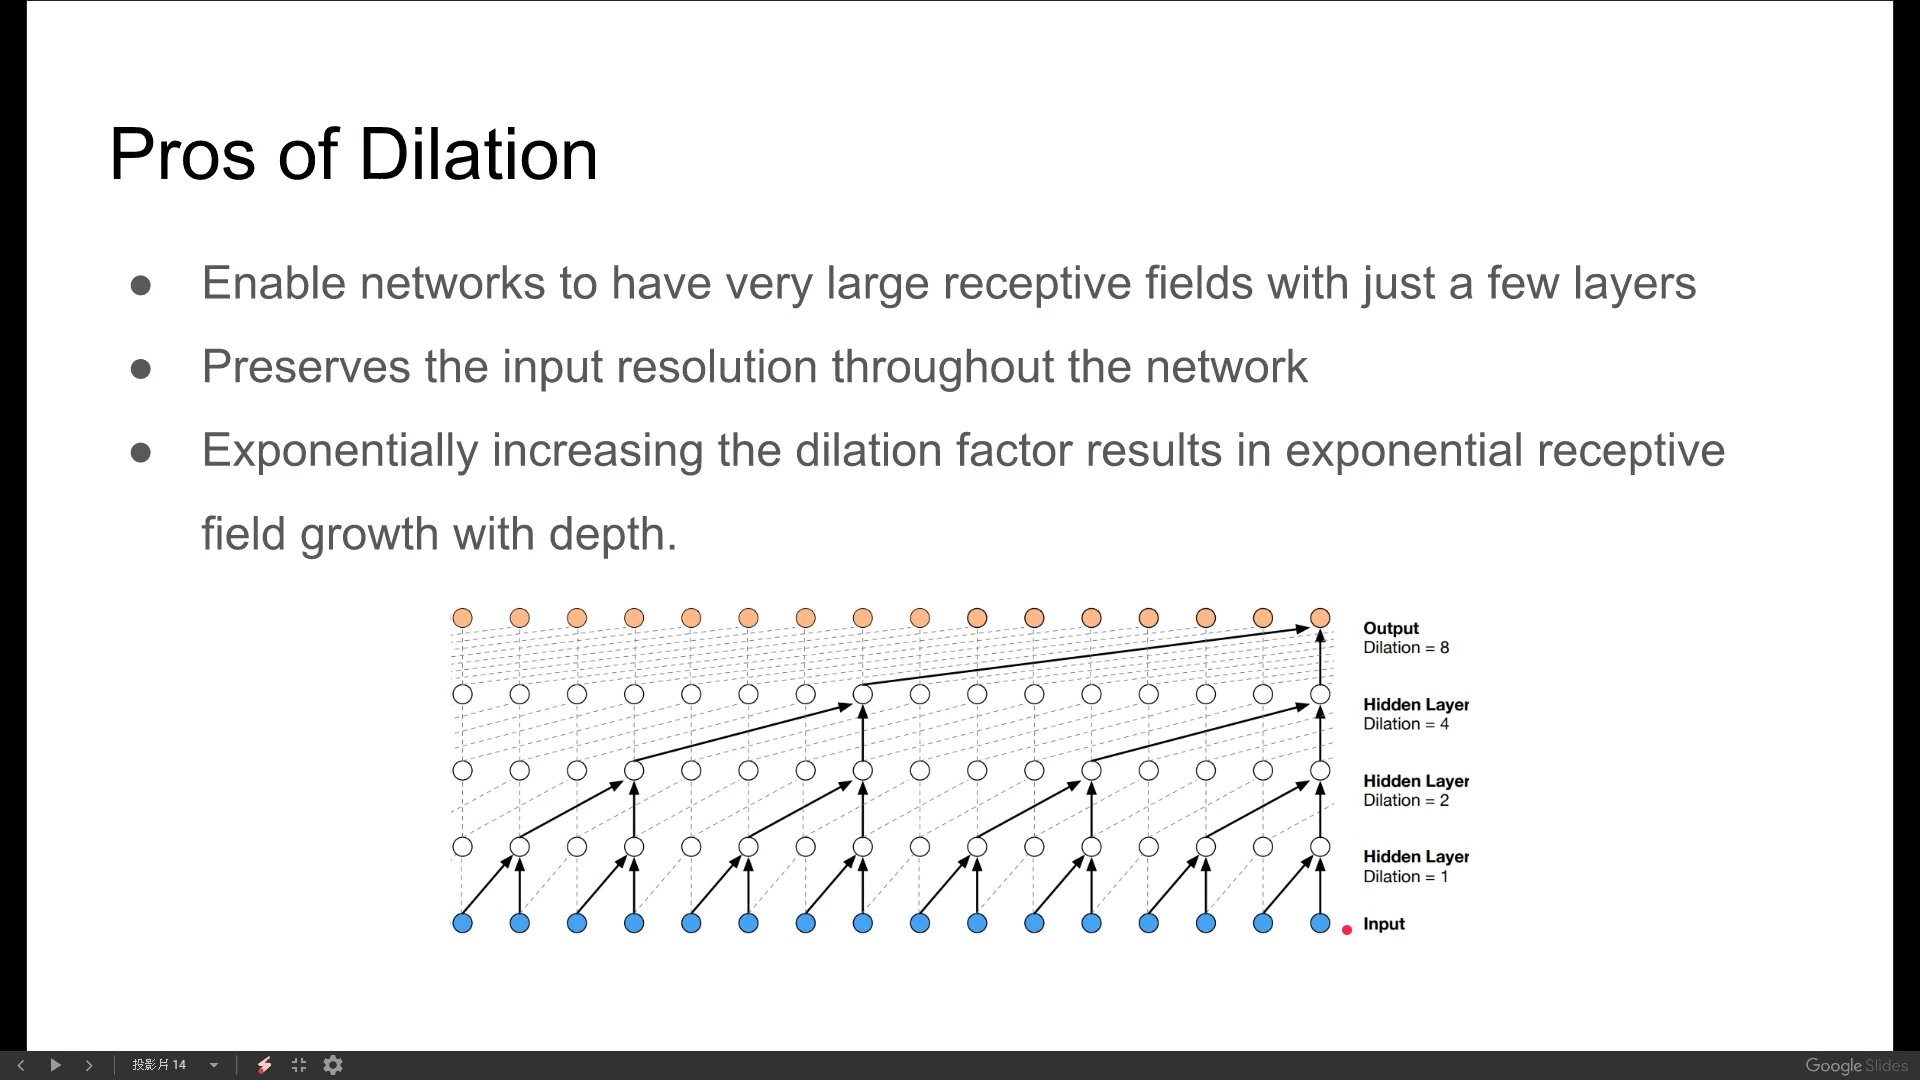 Pros of Dilation
● Enable networks to have very large receptive fields with just a few layers
● Preserves the input resolution throughout the network
● Exponentially increasing the dilation factor results in exponential receptive
field growth with depth.
Output
Dilation = 8
Hidden Layer
Dilation = 4
Hidden Layer
Dilation = 2
Hidden Layer
Dilation = 1
Input
投影片 14
Google Slides